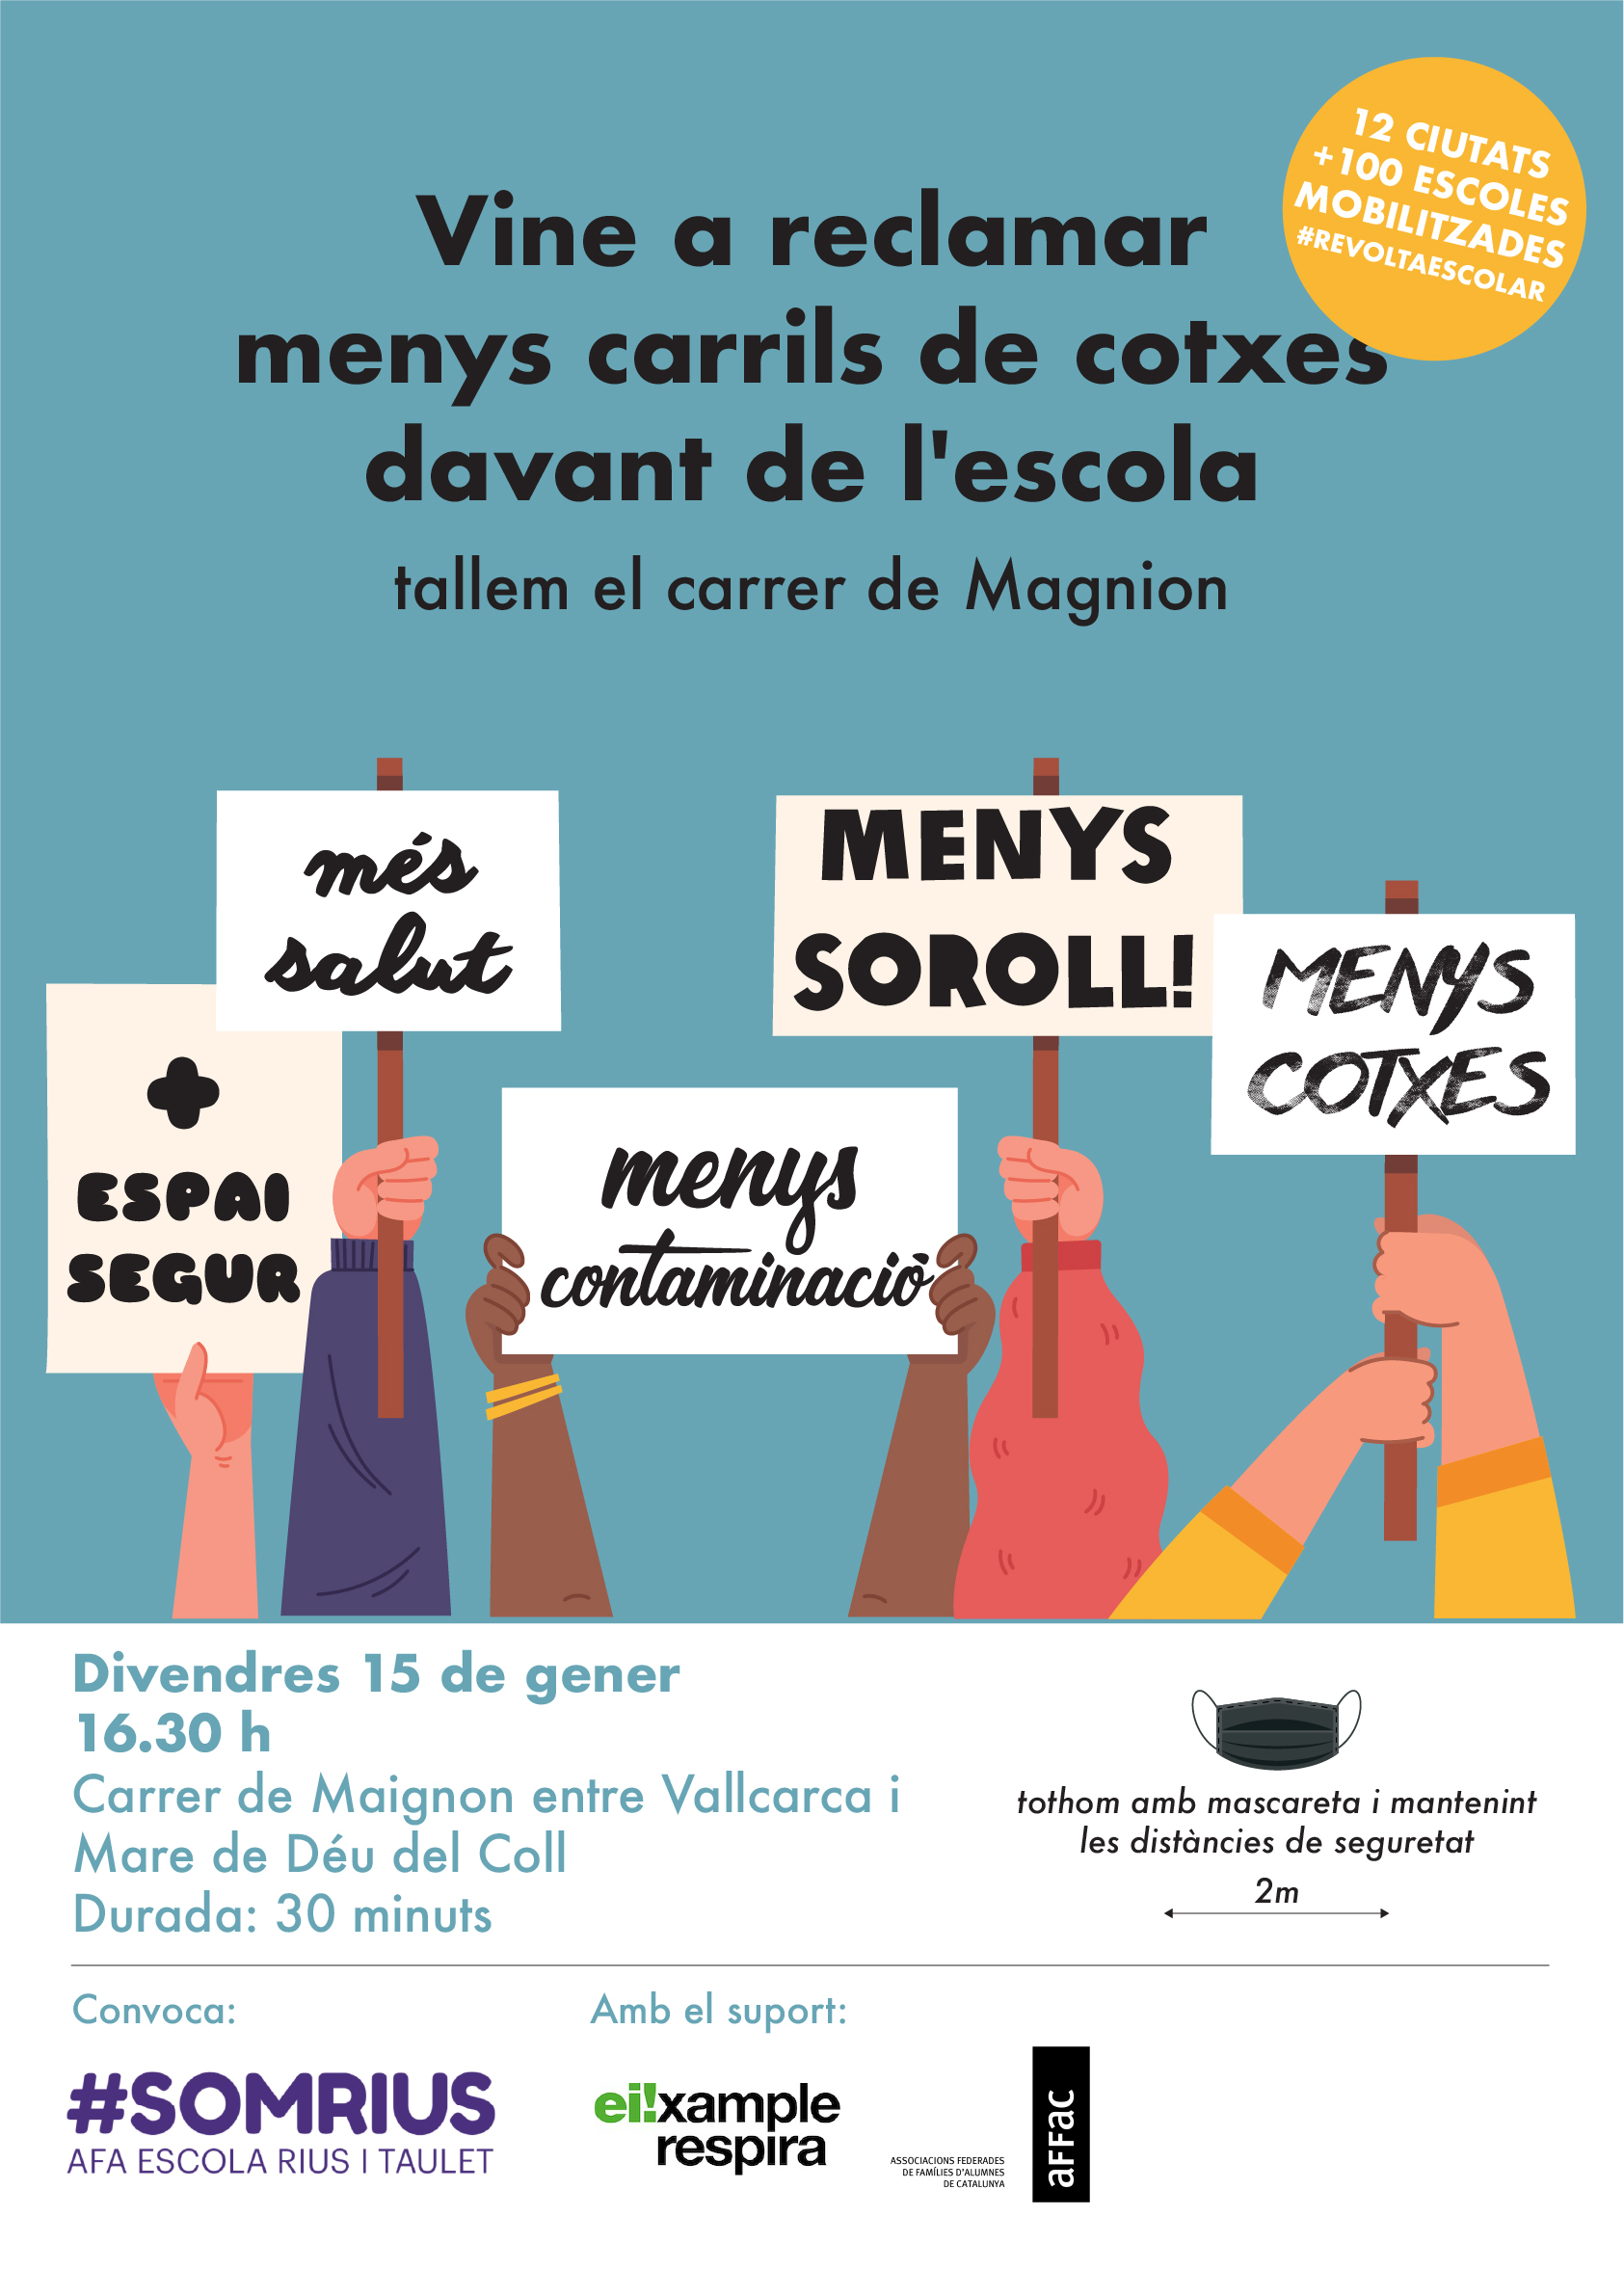 12 CIUTATS
+100 ESCOLES
MOBILITZADES
#REVOLTAESCOLAR
Vine a reclamar
menys carrils de cotxes
davant de l'escola
tallem el carrer de Magnion
més
salut
MENYS
SOROLL!
MENYS
COTXES
+
ESPAI
SEGUR
menys
contaminació
Divendres 15 de gener
16.30 h
Carrer de Maignon entre Vallcarca i
Mare de Déu del Coll
Durada: 30 minuts
tothom amb mascareta i mantenint
les distàncies de seguretat
2m
Convoca:
Amb el suport:
#SOMRIUS
AFA ESCOLA RIUS I TAULET
ei!xample
respira
ASSOCIACIONS FEDERADES
DE FAMÍLIES D'ALUMNES
DE CATALUNYA
aFFaC